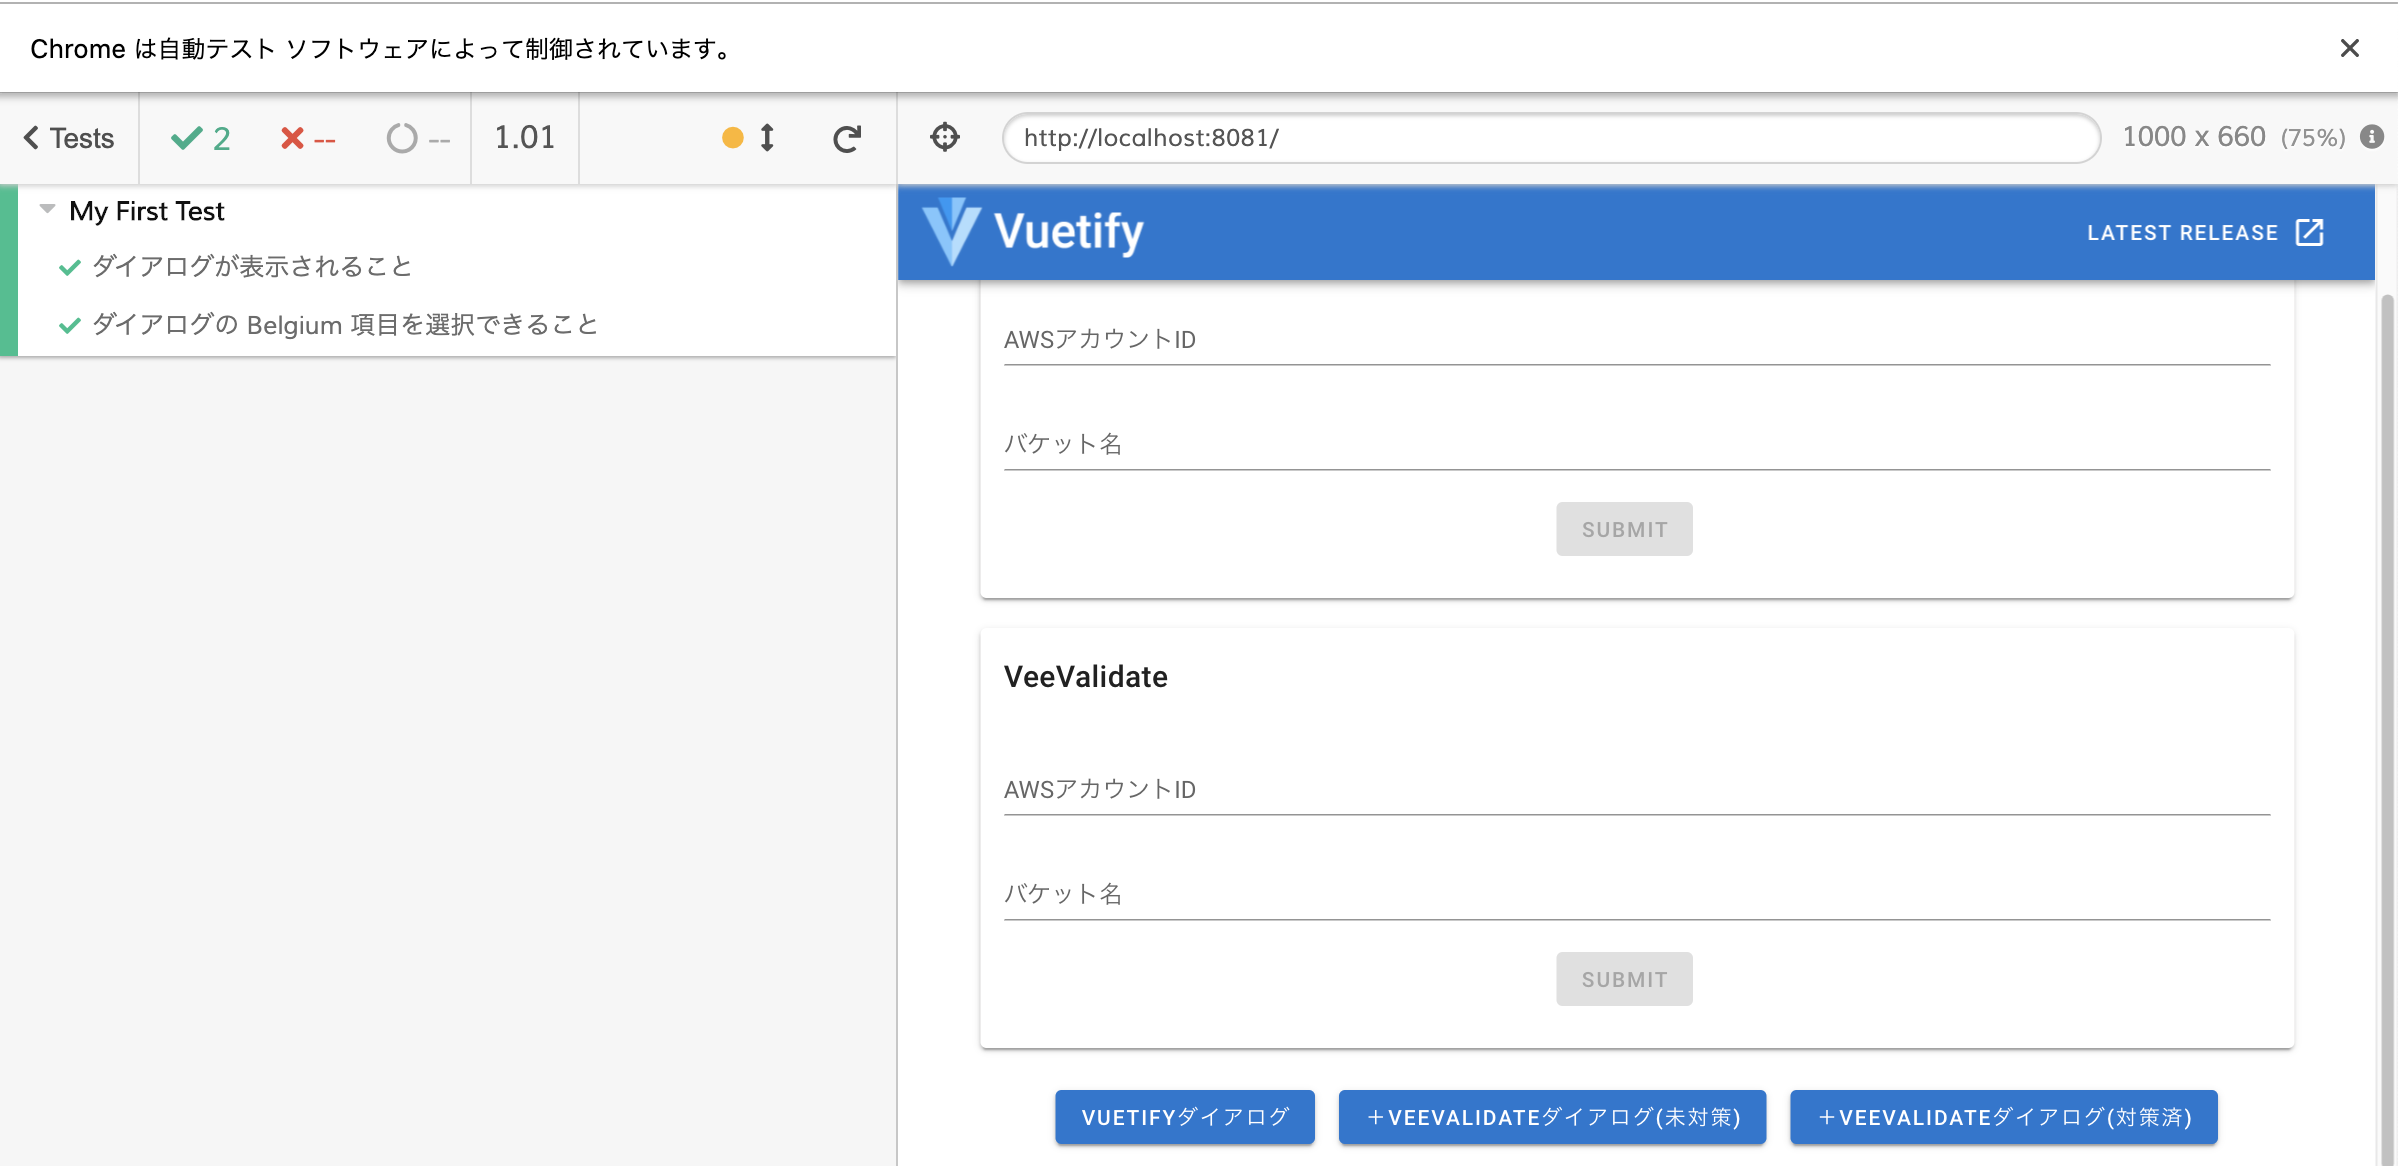 Chrome は自動テスト ソフトウェアによって制御されています。
Tests 2 -- -- 1.01
http://localhost:8081/ 1000 x 660 (75%)
My First Test
ダイアログが表示されること
ダイアログの Belgium 項目を選択できること
Vuetify LATEST RELEASE
AWSアカウントID
バケット名
SUBMIT
VeeValidate
AWSアカウントID
バケット名
SUBMIT
VUETIFYダイアログ +VEEVALIDATEダイアログ(未対策) +VEEVALIDATEダイアログ(対策済)